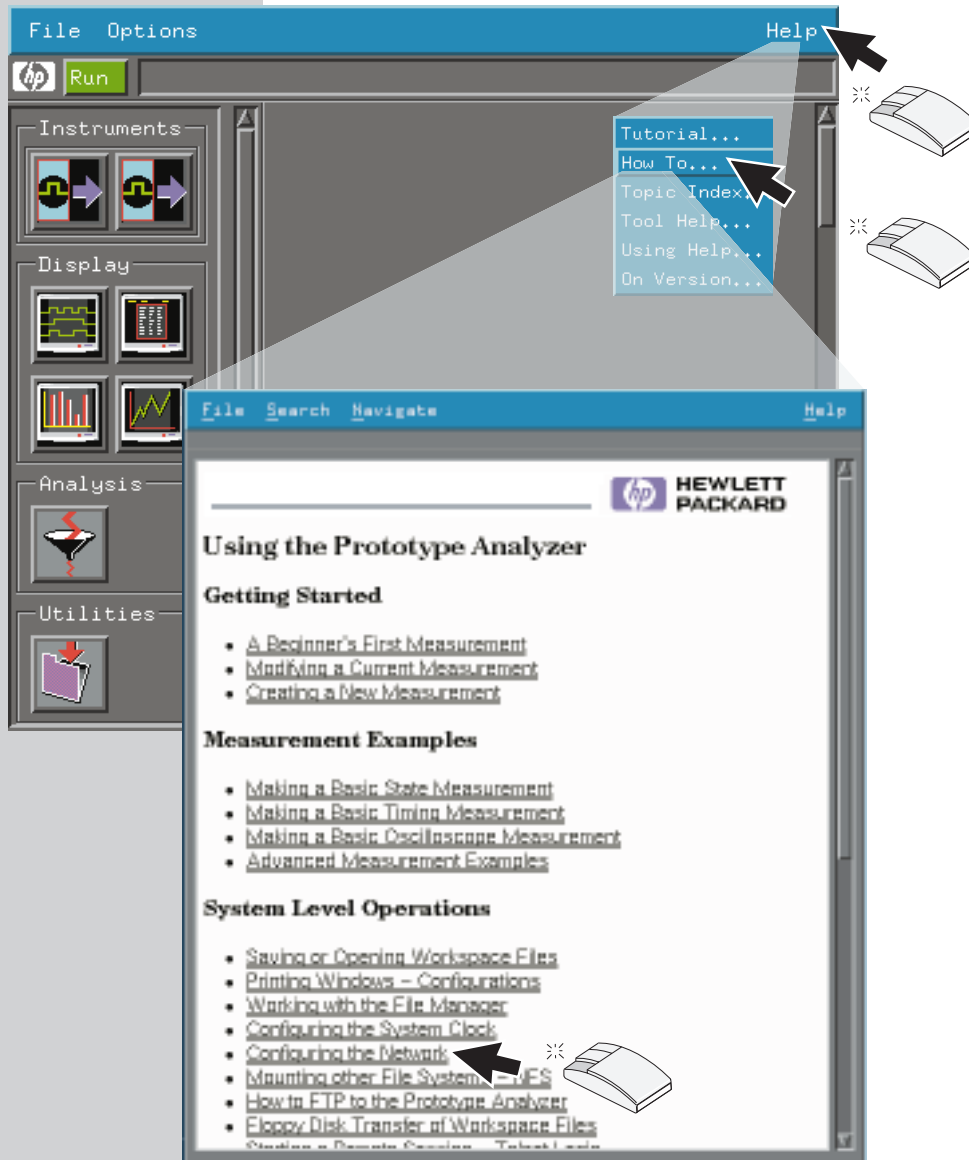 File Options Help
hp Run
Instruments
Tutorial...
How To...
Topic Index.
Tool Help...
Using Help...
On Version...
Display
Analysis
Utilities
File Search Navigate Help
hp HEWLETT
PACKARD
Using the Prototype Analyzer
Getting Started
• A Beginner's First Measurement
• Modifying a Current Measurement
• Creating a New Measurement
Measurement Examples
• Making a Basic State Measurement
• Making a Basic Timing Measurement
• Making a Basic Oscilloscope Measurement
• Advanced Measurement Examples
System Level Operations
• Saving or Opening Workspace Files
• Printing Windows – Configurations
• Working with the File Manager
• Configuring the System Clock
• Configuring the Network
• Mounting other File Systems – NFS
• How to FTP to the Prototype Analyzer
• Floppy Disk Transfer of Workspace Files